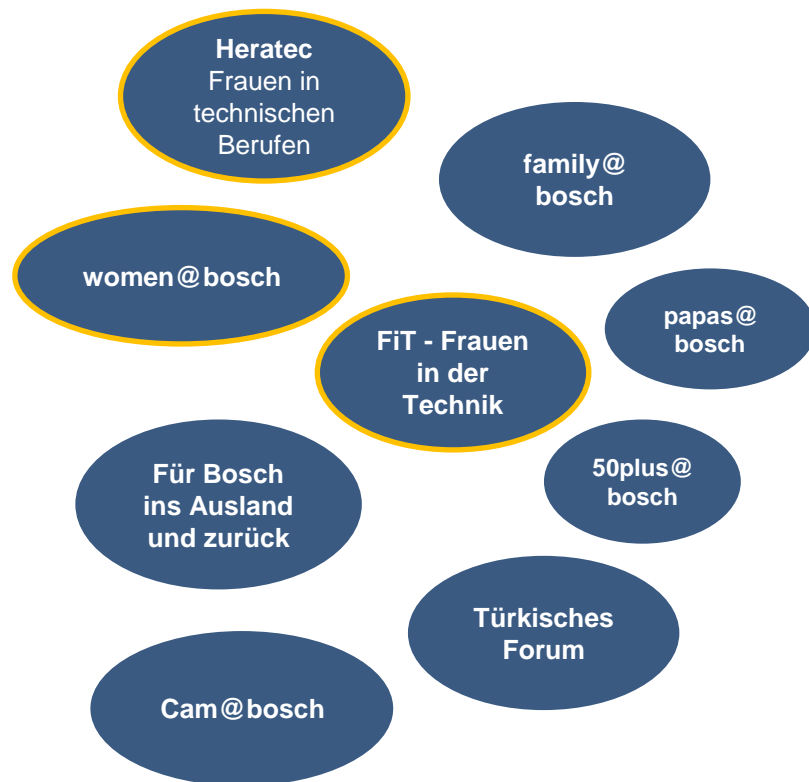 Heratec
Frauen in
technischen
Berufen
family@
bosch
women@bosch
papas@
bosch
FiT - Frauen
in der
Technik
50plus@
bosch
Für Bosch
ins Ausland
und zurück
Türkisches
Forum
Cam@bosch